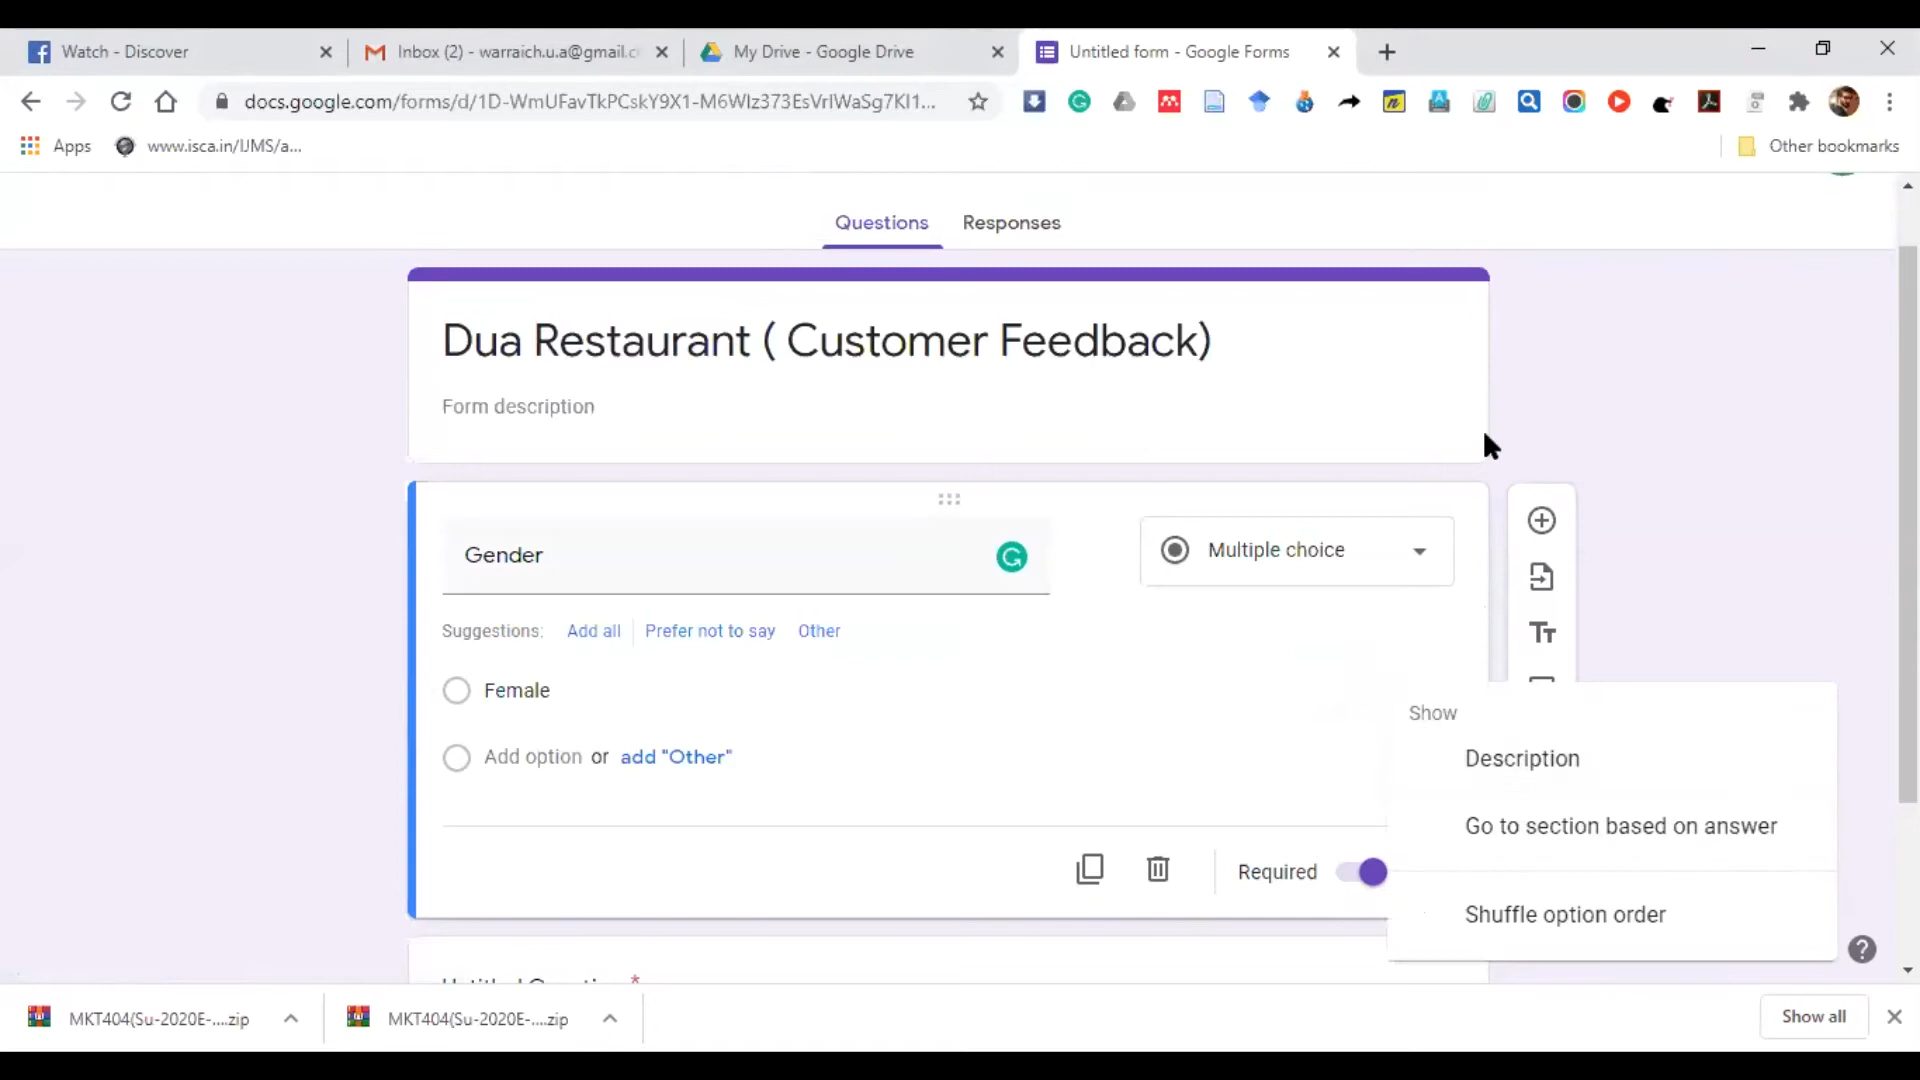 Watch - Discover
Inbox (2) - warraich.u.a@gmail.c
My Drive - Google Drive
Untitled form - Google Forms
docs.google.com/forms/d/1D-WmUFavTkPCskY9X1-M6WIz373EsVrIWaSg7KI1...
Apps
www.isca.in/IJMS/a...
Other bookmarks
Questions
Responses
Dua Restaurant ( Customer Feedback)
Form description
Gender
Multiple choice
Suggestions:
Add all
Prefer not to say
Other
Female
Add option or add "Other"
Show
Description
Go to section based on answer
Required
Shuffle option order
MKT404(Su-2020E-....zip
MKT404(Su-2020E-....zip
Show all